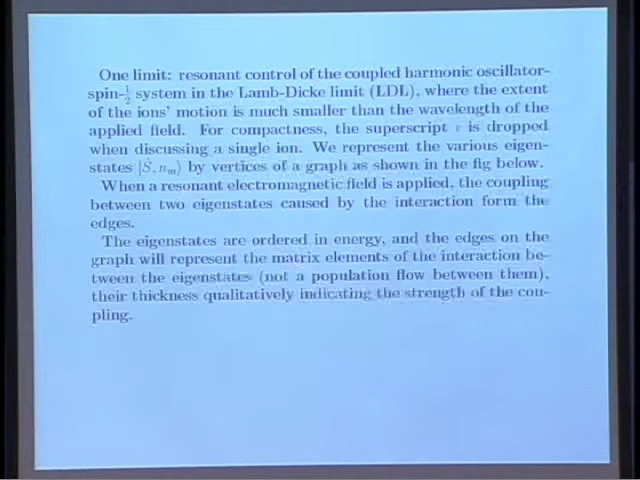 One limit: resonant control of the coupled harmonic oscillator-
spin-½ system in the Lamb-Dicke limit (LDL), where the extent
of the ions' motion is much smaller than the wavelength of the
applied field. For compactness, the superscript is dropped
when discussing a single ion. We represent the various eigen-
states |S, nₘ⟩ by vertices of a graph as shown in the fig below.
When a resonant electromagnetic field is applied, the coupling
between two eigenstates caused by the interaction form the
edges.
The eigenstates are ordered in energy, and the edges on the
graph will represent the matrix elements of the interaction be-
tween the eigenstates (not a population flow between them),
their thickness qualitatively indicating the strength of the cou-
pling.